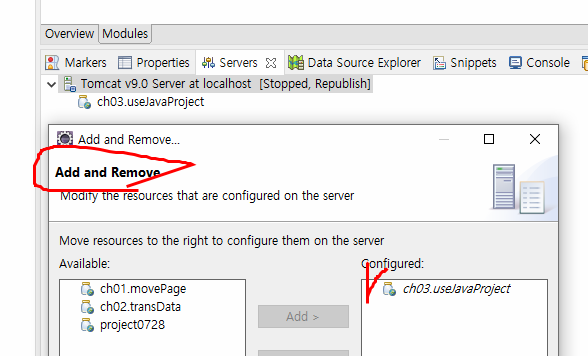 Overview Modules
Markers Properties Servers Data Source Explorer Snippets Console
Tomcat v9.0 Server at localhost [Stopped, Republish]
ch03.useJavaProject
Add and Remove...
Add and Remove
Modify the resources that are configured on the server
Move resources to the right to configure them on the server
Available: Configured:
ch01.movePage ch03.useJavaProject
ch02.transData
project0728
Add >